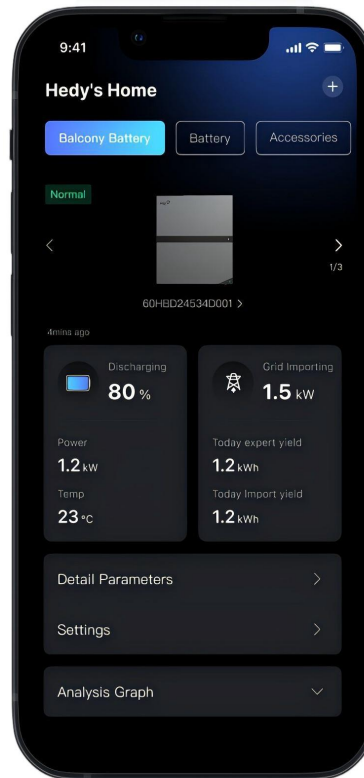 9:41
Hedy's Home
+
Balcony Battery
Battery
Accessories
Normal
1/3
60HBD24534D001 >
4mins ago
Discharging
80 %
Grid Importing
1.5 kW
Power
1.2 kW
Today expert yield
1.2 kWh
Temp
23 °C
Today Import yield
1.2 kWh
Detail Parameters
Settings
Analysis Graph